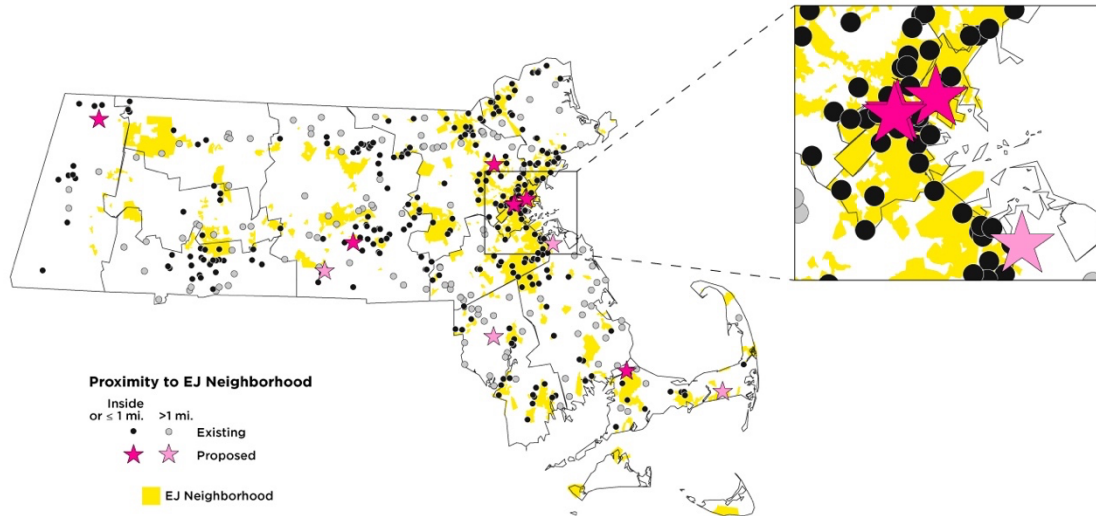 Proximity to EJ Neighborhood
Inside
or ≤ 1 mi. >1 mi.
Existing
Proposed
EJ Neighborhood